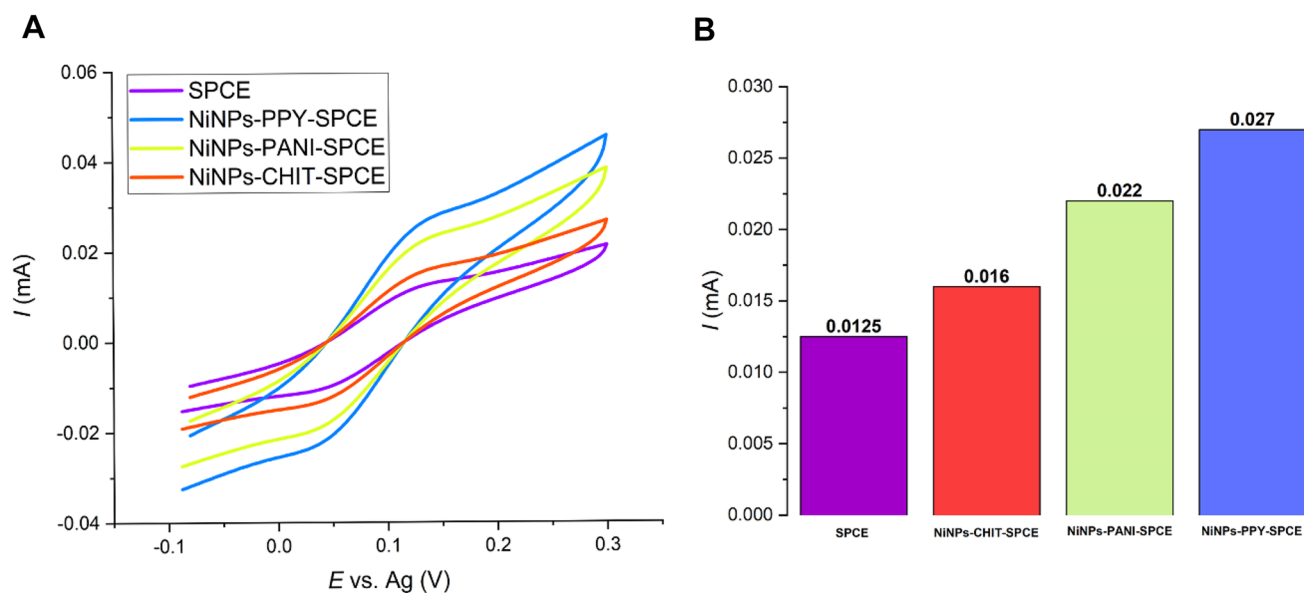 A
0.06
0.04
0.02
0.00
-0.02
-0.04
I (mA)
SPCE
NiNPs-PPY-SPCE
NiNPs-PANI-SPCE
NiNPs-CHIT-SPCE
-0.1 0.0 0.1 0.2 0.3
E vs. Ag (V)
B
0.030
0.025
0.020
0.015
0.010
0.005
0.000
I (mA)
0.0125
0.016
0.022
0.027
SPCE NiNPs-CHIT-SPCE NiNPs-PANI-SPCE NiNPs-PPY-SPCE